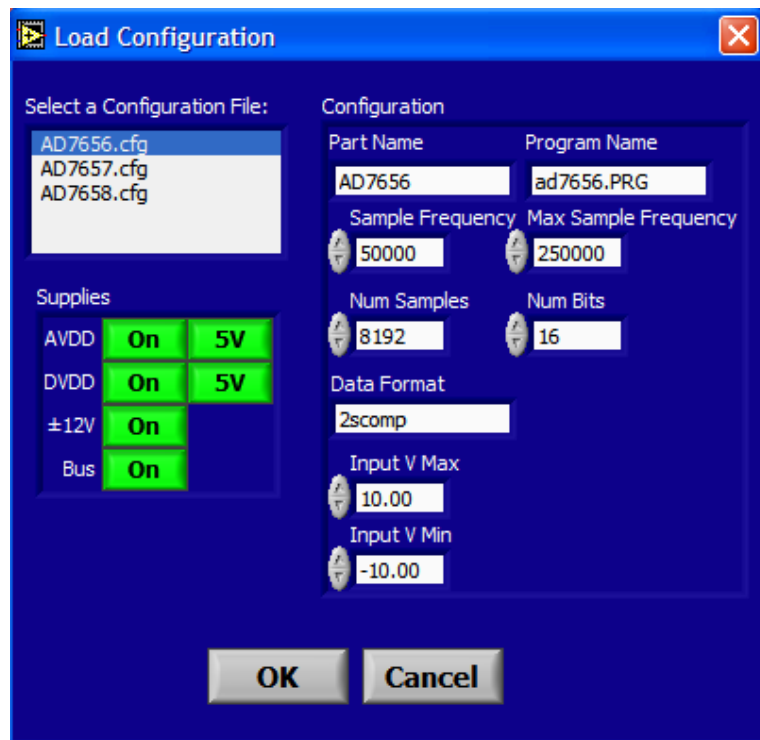 Load Configuration
Select a Configuration File:
AD7656.cfg
AD7657.cfg
AD7658.cfg
Supplies
AVDD On 5V
DVDD On 5V
±12V On
Bus On
Configuration
Part Name Program Name
AD7656 ad7656.PRG
Sample Frequency Max Sample Frequency
50000 250000
Num Samples Num Bits
8192 16
Data Format
2scomp
Input V Max
10.00
Input V Min
-10.00
OK Cancel